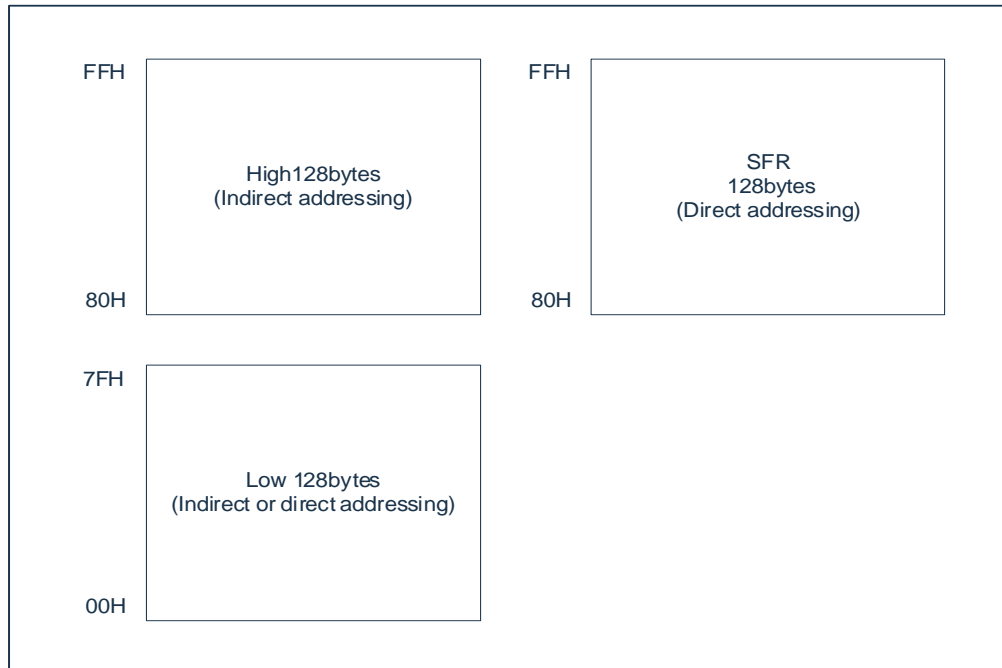 FFH
High128bytes
(Indirect addressing)
80H
FFH
SFR
128bytes
(Direct addressing)
80H
7FH
Low 128bytes
(Indirect or direct addressing)
00H